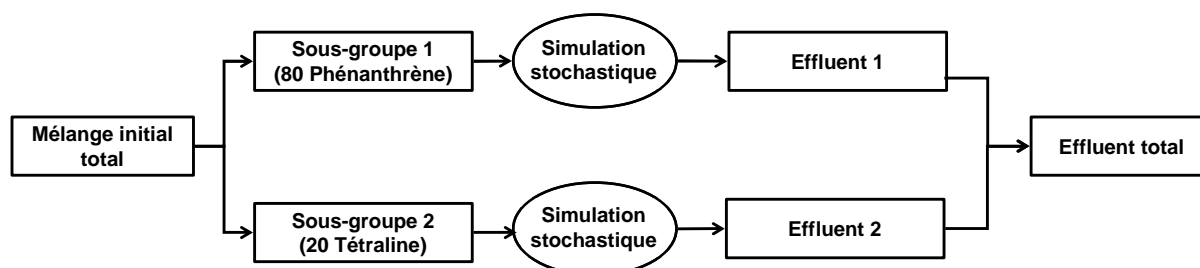 Mélange initial
total
Sous-groupe 1
(80 Phénanthrène)
Simulation
stochastique
Effluent 1
Sous-groupe 2
(20 Tétraline)
Simulation
stochastique
Effluent 2
Effluent total